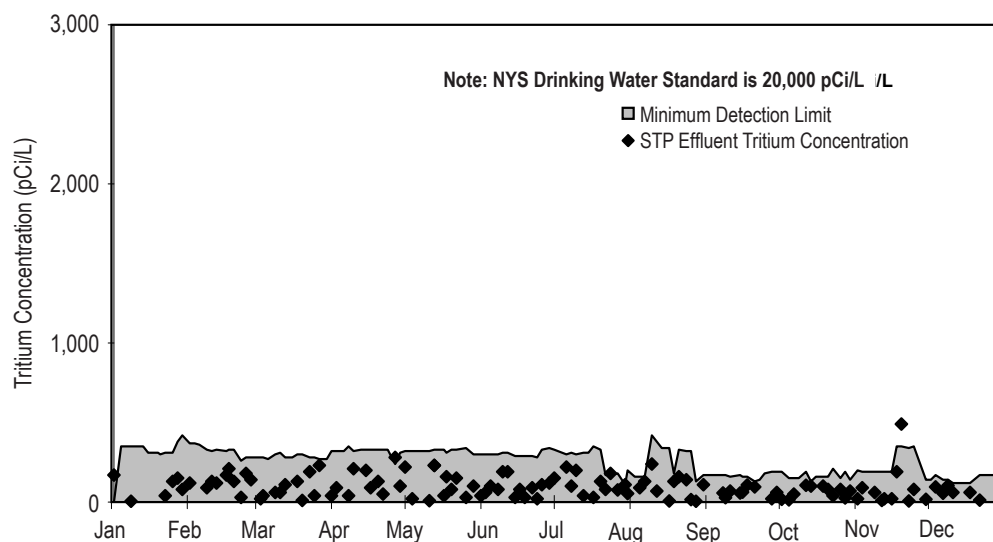 3,000
Note: NYS Drinking Water Standard is 20,000 pCi/L i/L
Minimum Detection Limit
STP Effluent Tritium Concentration
2,000
1,000
0
Tritium Concentration (pCi/L)
Jan Feb Mar Apr May Jun Jul Aug Sep Oct Nov Dec